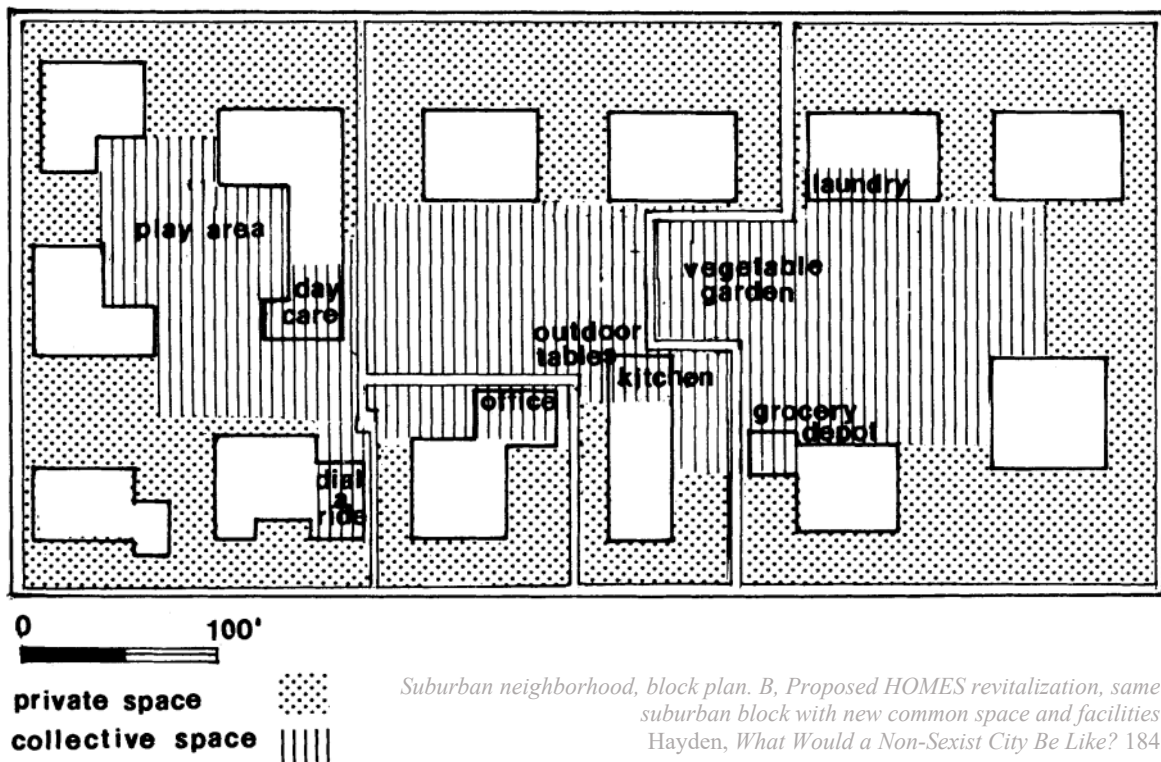 laundry
play area
vegetable
garden
day
care
outdoor
tables
kitchen
office
grocery
depot
dial
a
ride
0 100'
private space
collective space
Suburban neighborhood, block plan. B, Proposed HOMES revitalization, same
suburban block with new common space and facilities
Hayden, What Would a Non-Sexist City Be Like? 184